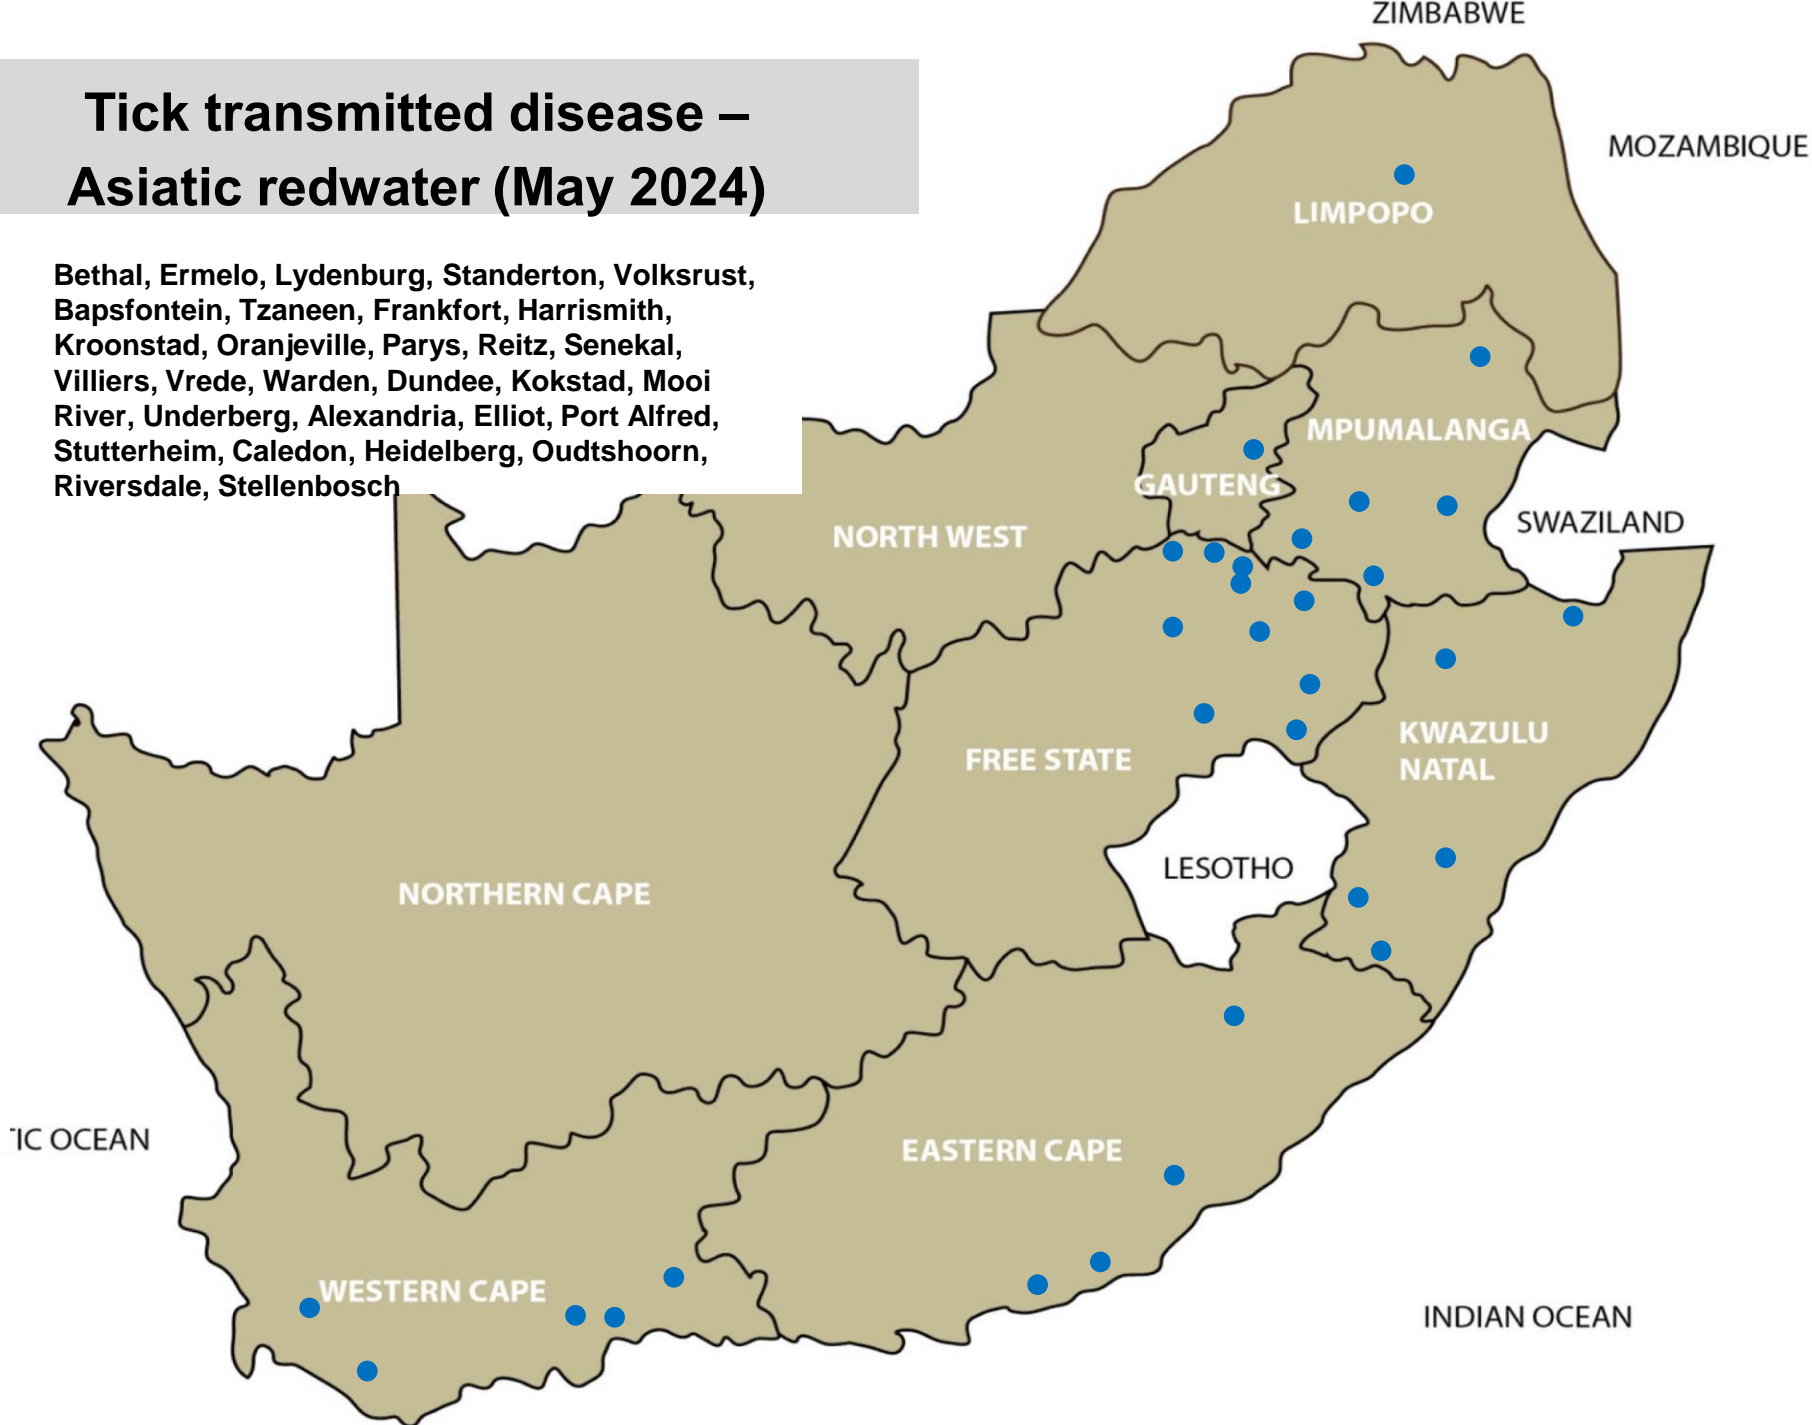 ZIMBABWE
Tick transmitted disease –
Asiatic redwater (May 2024)
MOZAMBIQUE
LIMPOPO
Bethal, Ermelo, Lydenburg, Standerton, Volksrust,
Bapsfontein, Tzaneen, Frankfort, Harrismith,
Kroonstad, Oranjeville, Parys, Reitz, Senekal,
Villiers, Vrede, Warden, Dundee, Kokstad, Mooi
River, Underberg, Alexandria, Elliot, Port Alfred,
Stutterheim, Caledon, Heidelberg, Oudtshoorn,
Riversdale, Stellenbosch
MPUMALANGA
GAUTENG
SWAZILAND
NORTH WEST
KWAZULU
NATAL
FREE STATE
LESOTHO
NORTHERN CAPE
TIC OCEAN
EASTERN CAPE
WESTERN CAPE
INDIAN OCEAN